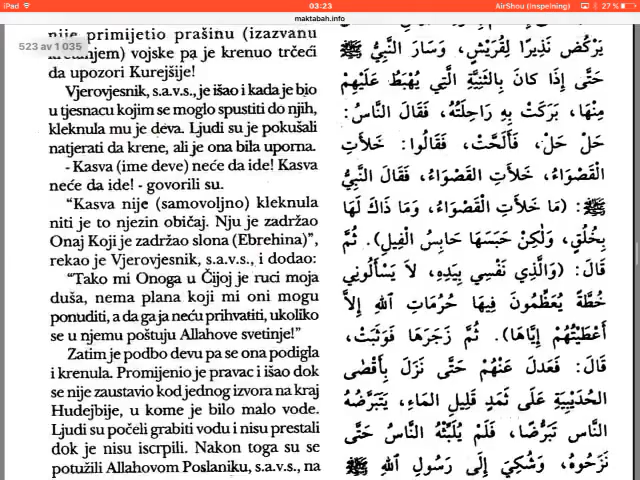 iPad
03:23
AirShou (Inspelning)
27 %
maktabah.info
523 av 1 035
nije primijetio prašinu (izazvanu
kretanjem) vojske pa je krenuo trčeći
da upozori Kurejšije!
Vjerovjesnik, s.a.v.s., je išao i kada je bio
u tjesnacu kojim se moglo spustiti do njih,
kleknula mu je deva. Ljudi su je pokušali
natjerati da krene, ali je ona bila uporna.
- Kasva (ime deve) neće da ide! Kasva
neće da ide! - govorili su.
"Kasva nije (samovoljno) kleknula
niti je to njezin običaj. Nju je zadržao
Onaj Koji je zadržao slona (Ebrehina)",
rekao je Vjerovjesnik, s.a.v.s., i dodao:
"Tako mi Onoga u Čijoj je ruci moja
duša, nema plana koji mi oni mogu
ponuditi, a da ga ja neću prihvatiti, ukoliko
se u njemu poštuju Allahove svetinje!"
Zatim je podbo devu pa se ona podigla
i krenula. Promijenio je pravac i išao dok
se nije zaustavio kod jednog izvora na kraj
Hudejbije, u kome je bilo malo vode.
Ljudi su počeli grabiti vodu i nisu prestali
dok je nisu iscrpili. Nakon toga su se
potužili Allahovom Poslaniku, s.a.v.s., na
يَرْكُضُ نَذِيرًا لِقُرَيْشٍ، وَسَارَ النَّبِيُّ ﷺ
حَتَّى إِذَا كَانَ بِالثَّنِيَّةِ الَّتِي يُهْبَطُ عَلَيْهِمْ
مِنْهَا، بَرَكَتْ بِهِ رَاحِلَتُهُ، فَقَالَ النَّاسُ:
حَلْ حَلْ، فَأَلَحَّتْ، فَقَالُوا: خَلَأَتِ
الْقَصْوَاءُ، خَلَأَتِ الْقَصْوَاءُ، فَقَالَ النَّبِيُّ
ﷺ: (مَا خَلَأَتِ الْقَصْوَاءُ، وَمَا ذَاكَ لَهَا
بِخُلُقٍ، وَلَكِنْ حَبَسَهَا حَابِسُ الْفِيلِ). ثُمَّ
قَالَ: (وَالَّذِي نَفْسِي بِيَدِهِ، لَا يَسْأَلُونِي
خُطَّةً يُعَظِّمُونَ فِيهَا حُرُمَاتِ اللهِ إِلَّا
أَعْطَيْتُهُمْ إِيَّاهَا). ثُمَّ زَجَرَهَا فَوَثَبَتْ،
قَالَ: فَعَدَلَ عَنْهُمْ حَتَّى نَزَلَ بِأَقْصَى
الحُدَيْبِيَةِ عَلَى ثَمَدٍ قَلِيلِ المَاءِ، يَتَبَرَّضُهُ
النَّاس تَبَرُّضًا، فَلَمْ يُلَبِّثْهُ النَّاسُ حَتَّى
نَزَحُوهُ، وَشُكِيَ إِلَى رَسُولِ اللهِ ﷺ